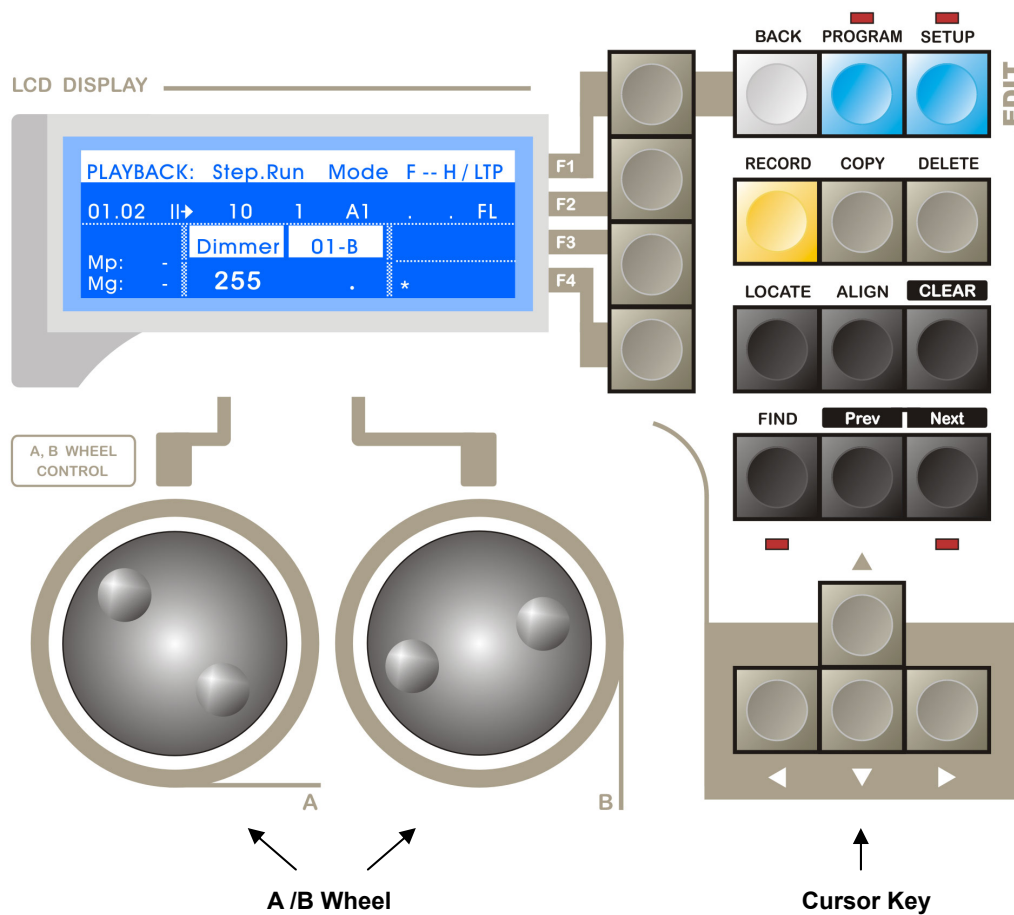 BACK PROGRAM SETUP
EDIT
LCD DISPLAY
PLAYBACK: Step.Run Mode F -- H / LTP
01.02 II→ 10 1 A1 . . FL
Dimmer 01-B
Mp: -
Mg: - 255 . *
F1
F2
F3
F4
RECORD COPY DELETE
LOCATE ALIGN CLEAR
FIND Prev Next
A, B WHEEL
CONTROL
A
B
A /B Wheel
Cursor Key